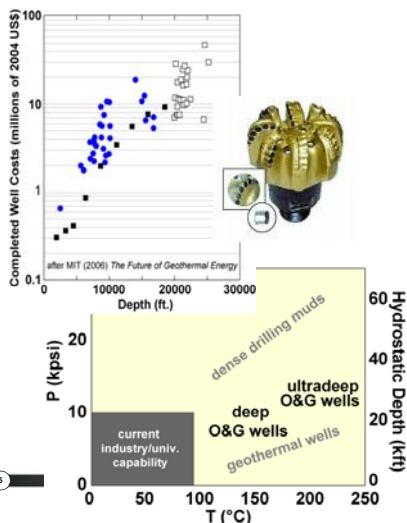 Completed Well Costs (millions of 2004 US$)
100
10
1
0.1
after MIT (2006) The Future of Geothermal Energy
0
10000
20000
30000
Depth (ft.)
P (kpsi)
20
10
0
dense drilling muds
ultradeep
O&G wells
deep
O&G wells
geothermal wells
current
industry/univ.
capability
60
40
20
0
Hydrostatic Depth (kft)
0
50
100
150
200
250
T (°C)
s